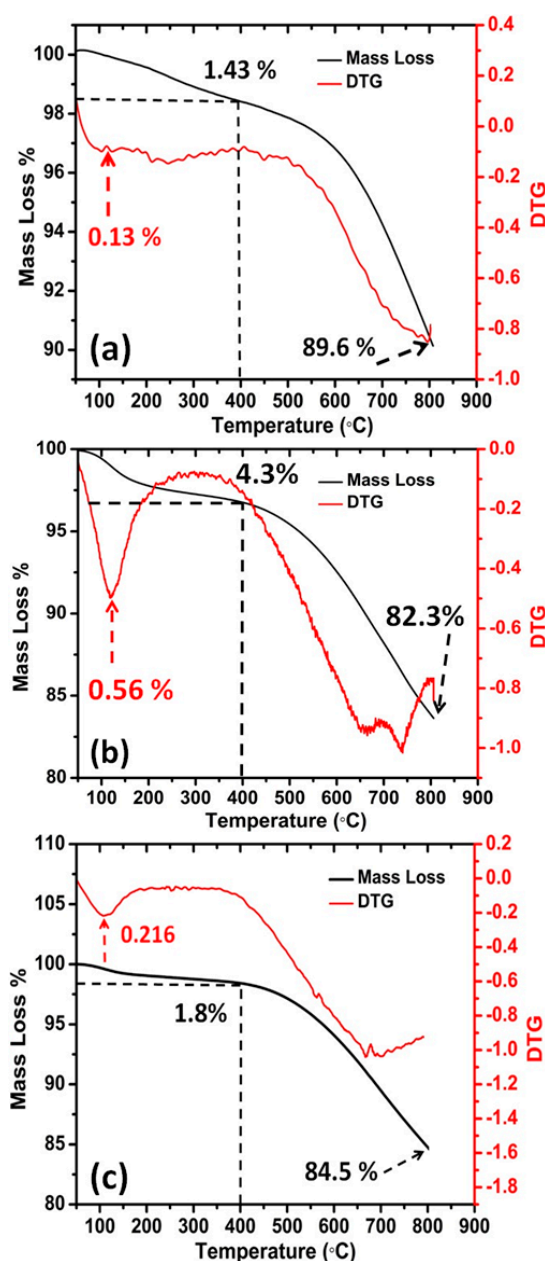 100
98
96
94
92
90
Mass Loss %
0.4
0.2
0.0
-0.2
-0.4
-0.6
-0.8
-1.0
DTG
Mass Loss
DTG
1.43 %
0.13 %
89.6 %
(a)
100 200 300 400 500 600 700 800 900
Temperature (◦C)
100
95
90
85
80
Mass Loss %
0.0
-0.2
-0.4
-0.6
-0.8
-1.0
DTG
4.3%
Mass Loss
DTG
82.3%
0.56 %
(b)
100 200 300 400 500 600 700 800 900
Temperature (◦C)
110
105
100
95
90
85
80
Mass Loss %
0.2
0.0
-0.2
-0.4
-0.6
-0.8
-1.0
-1.2
-1.4
-1.6
-1.8
DTG
Mass Loss
DTG
0.216
1.8%
84.5 %
(c)
100 200 300 400 500 600 700 800 900
Temperature (◦C)